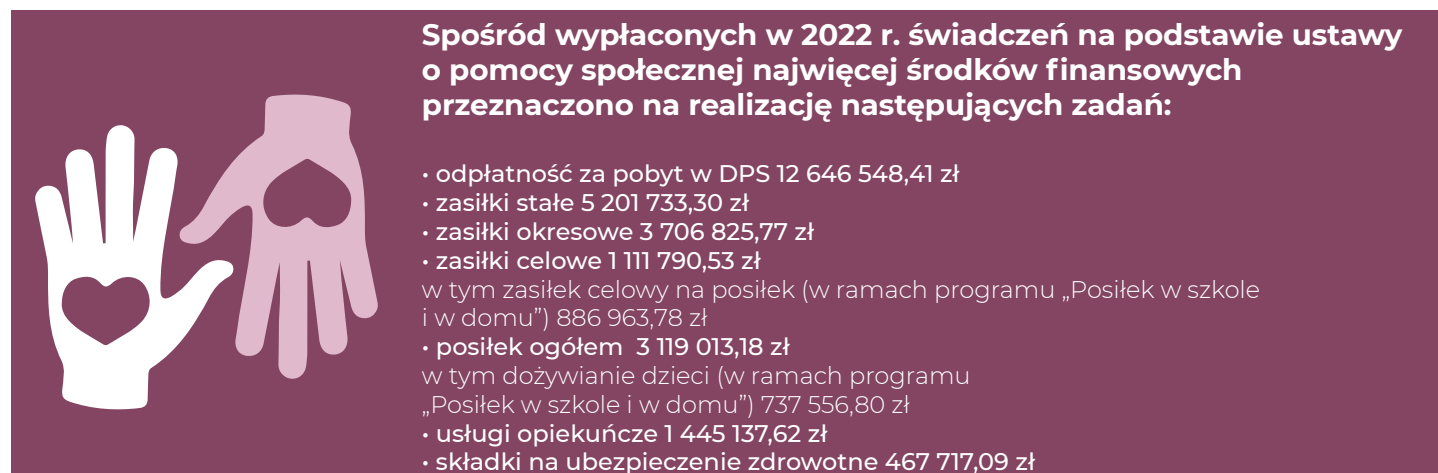 Spośród wypłaconych w 2022 r. świadczeń na podstawie ustawy
o pomocy społecznej najwięcej środków finansowych
przeznaczono na realizację następujących zadań:
• odpłatność za pobyt w DPS 12 646 548,41 zł
• zasiłki stałe 5 201 733,30 zł
• zasiłki okresowe 3 706 825,77 zł
• zasiłki celowe 1 111 790,53 zł
w tym zasiłek celowy na posiłek (w ramach programu „Posiłek w szkole
i w domu”) 886 963,78 zł
• posiłek ogółem 3 119 013,18 zł
w tym dożywianie dzieci (w ramach programu
„Posiłek w szkole i w domu”) 737 556,80 zł
• usługi opiekuńcze 1 445 137,62 zł
• składki na ubezpieczenie zdrowotne 467 717,09 zł